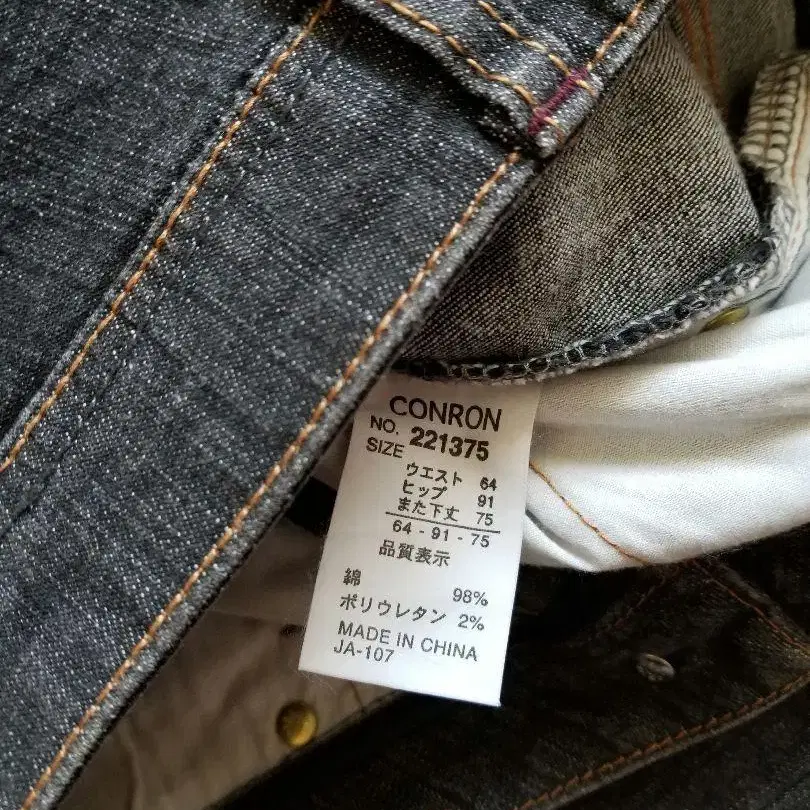 CONRON
NO. 221375
SIZE
ウエスト 64
ヒップ 91
また下丈 75
64 - 91 - 75
品質表示
綿 98%
ポリウレタン 2%
MADE IN CHINA
JA-107